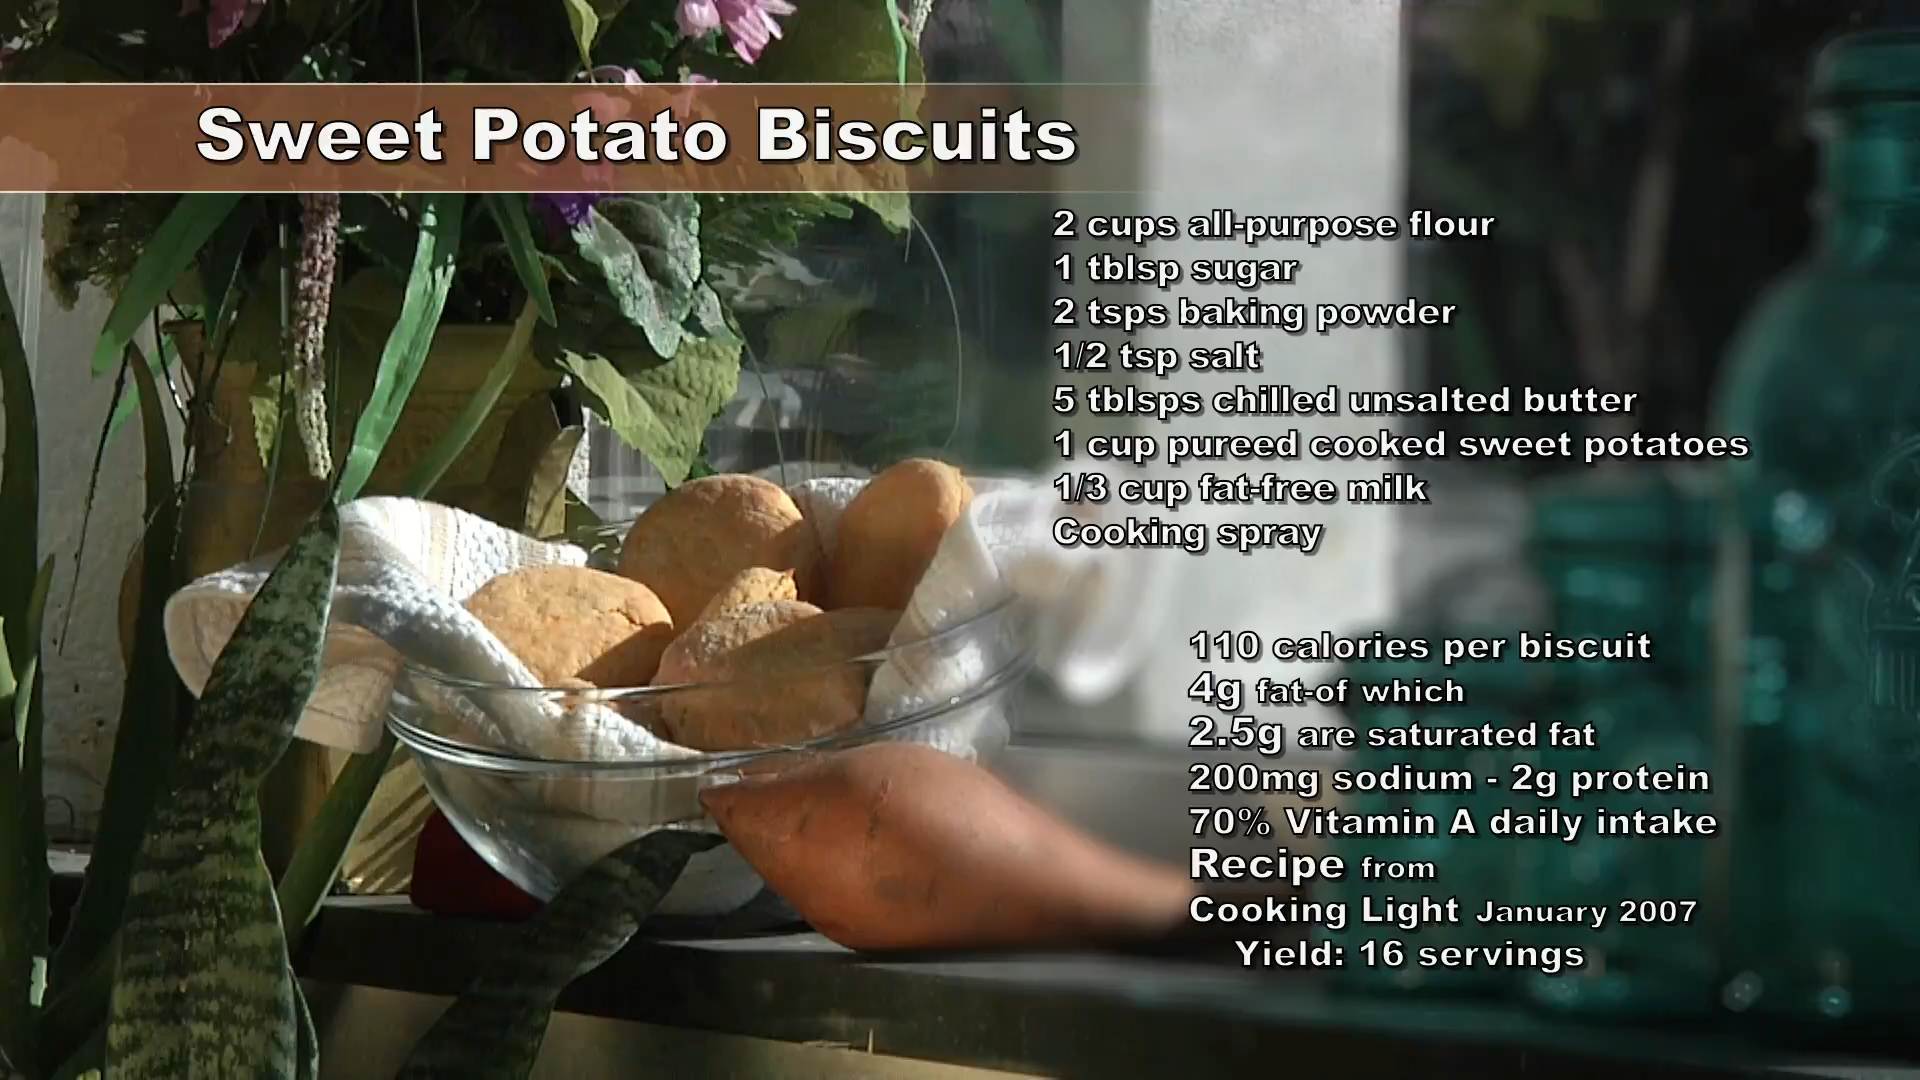 Sweet Potato Biscuits
2 cups all-purpose flour
1 tblsp sugar
2 tsps baking powder
1/2 tsp salt
5 tblsps chilled unsalted butter
1 cup pureed cooked sweet potatoes
1/3 cup fat-free milk
Cooking spray
110 calories per biscuit
4g fat-of which
2.5g are saturated fat
200mg sodium - 2g protein
70% Vitamin A daily intake
Recipe from
Cooking Light January 2007
Yield: 16 servings